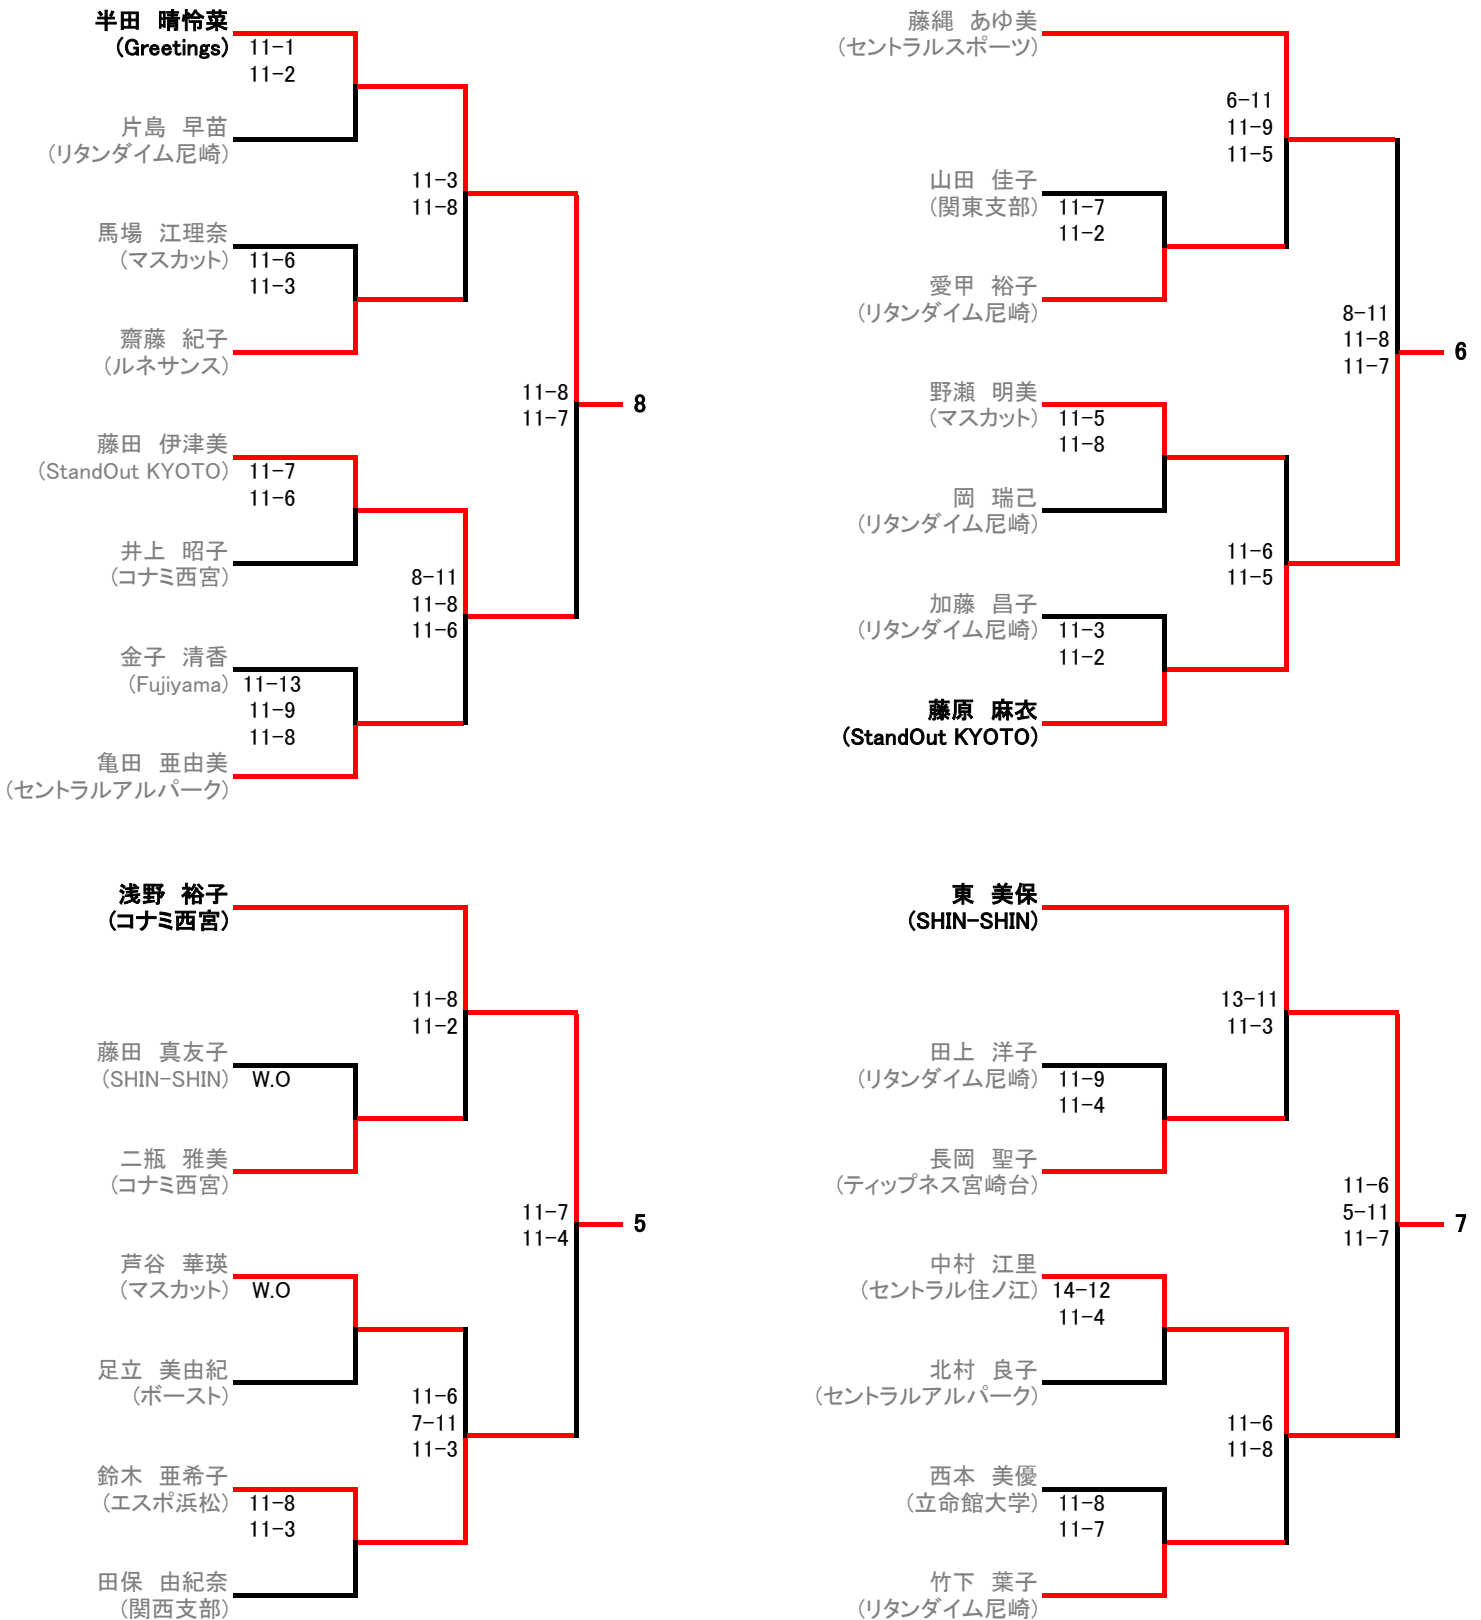 半田　晴怜菜
(Greetings)
11-1
11-2
片島　早苗
(リタンダイム尼崎)
11-3
11-8
馬場　江理奈
(マスカット)
11-6
11-3
齋藤　紀子
(ルネサンス)
11-8
11-7
8
藤田　伊津美
(StandOut KYOTO)
11-7
11-6
井上　昭子
(コナミ西宮)
8-11
11-8
11-6
金子　清香
(Fujiyama)
11-13
11-9
11-8
亀田　亜由美
(セントラルアルパーク)
藤縄　あゆ美
(セントラルスポーツ)
6-11
11-9
11-5
山田　佳子
(関東支部)
11-7
11-2
愛甲　裕子
(リタンダイム尼崎)
8-11
11-8
11-7
6
野瀬　明美
(マスカット)
11-5
11-8
岡　瑞己
(リタンダイム尼崎)
11-6
11-5
加藤　昌子
(リタンダイム尼崎)
11-3
11-2
藤原　麻衣
(StandOut KYOTO)
浅野　裕子
(コナミ西宮)
11-8
11-2
藤田　真友子
(SHIN-SHIN)
W.O
二瓶　雅美
(コナミ西宮)
11-7
11-4
5
芦谷　華瑛
(マスカット)
W.O
足立　美由紀
(ボースト)
11-6
7-11
11-3
鈴木　亜希子
(エスポ浜松)
11-8
11-3
田保　由紀奈
(関西支部)
東　美保
(SHIN-SHIN)
13-11
11-3
田上　洋子
(リタンダイム尼崎)
11-9
11-4
長岡　聖子
(ティップネス宮崎台)
11-6
5-11
11-7
7
中村　江里
(セントラル住ノ江)
14-12
11-4
北村　良子
(セントラルアルパーク)
11-6
11-8
西本　美優
(立命館大学)
11-8
11-7
竹下　葉子
(リタンダイム尼崎)